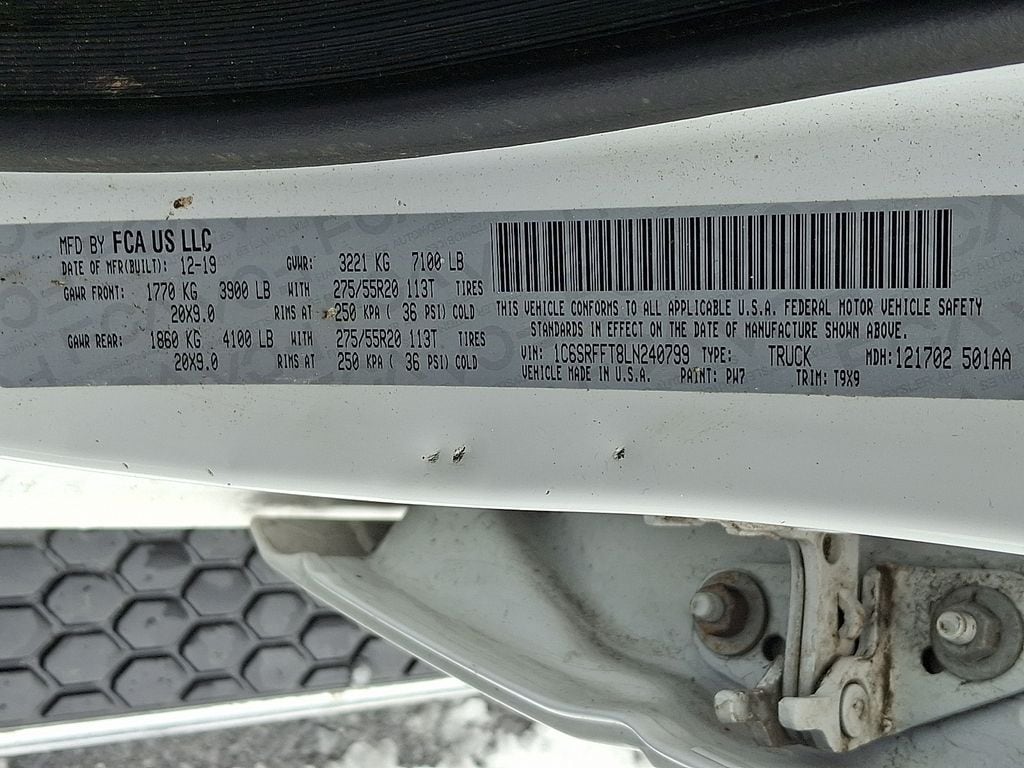 MFD BY FCA US LLC
DATE OF MFR(BUILT): 12-19 GVWR: 3221 KG 7100 LB
GAWR FRONT: 1770 KG 3900 LB WITH 275/55R20 113T TIRES
20X9.0 RIMS AT 250 KPA ( 36 PSI) COLD
GAWR REAR: 1860 KG 4100 LB WITH 275/55R20 113T TIRES
20X9.0 RIMS AT 250 KPA ( 36 PSI) COLD
THIS VEHICLE CONFORMS TO ALL APPLICABLE U.S.A. FEDERAL MOTOR VEHICLE SAFETY
STANDARDS IN EFFECT ON THE DATE OF MANUFACTURE SHOWN ABOVE.
VIN: 1C6SRFFT8LN240799 TYPE: TRUCK MDH: 121702 501AA
VEHICLE MADE IN U.S.A. PAINT: PW7 TRIM: T9X9